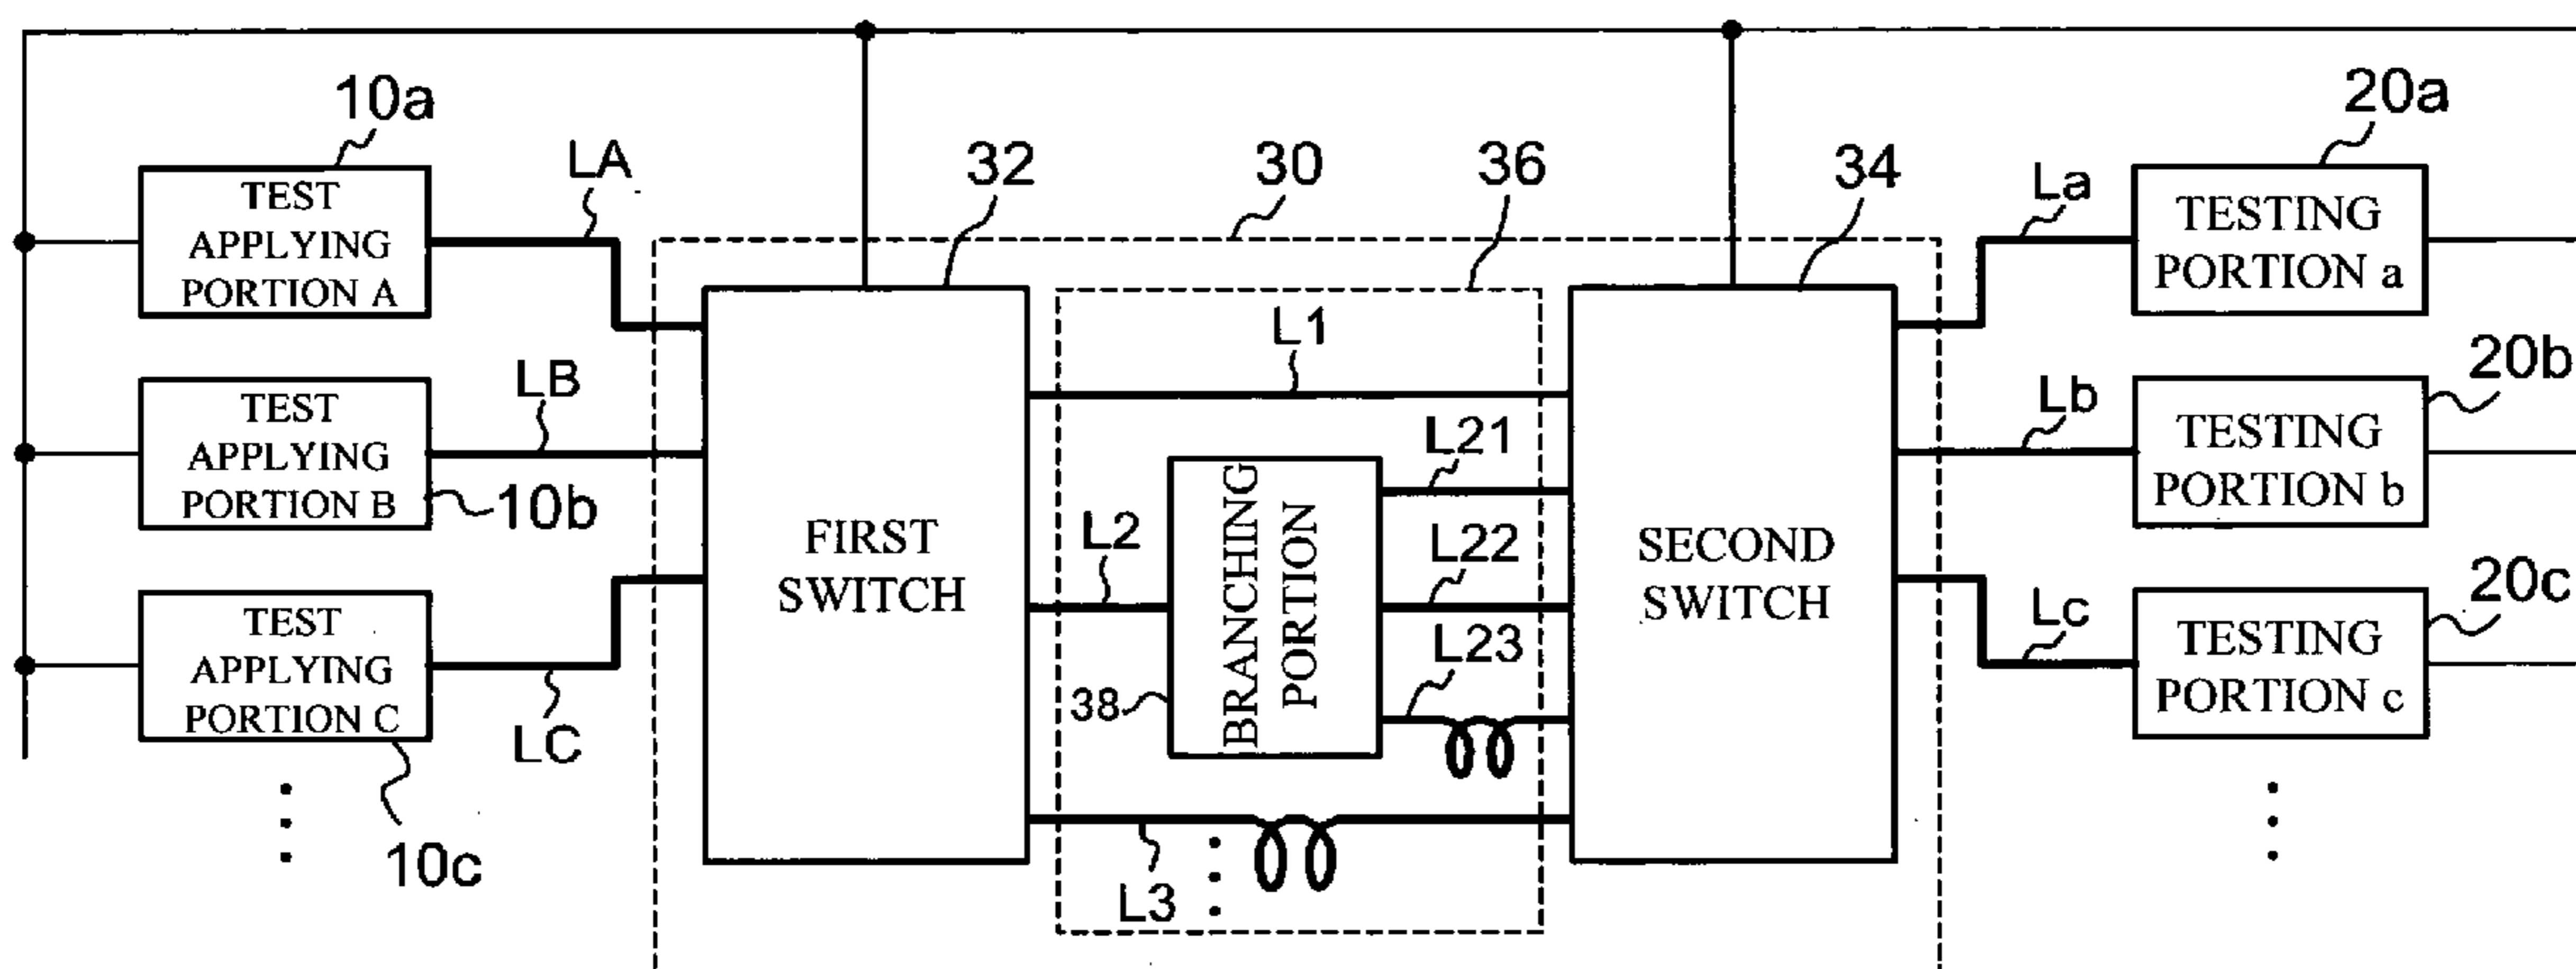 10a
20a
LA
32
30
36
34
La
TEST
APPLYING
PORTION A
TESTING
PORTION a
L1
LB
20b
Lb
TEST
APPLYING
PORTION B
10b
L21
TESTING
PORTION b
FIRST
SWITCH
L2
BRANCHING
PORTION
L22
SECOND
SWITCH
20c
Lc
L23
38
TEST
APPLYING
PORTION C
LC
TESTING
PORTION c
10c
L3